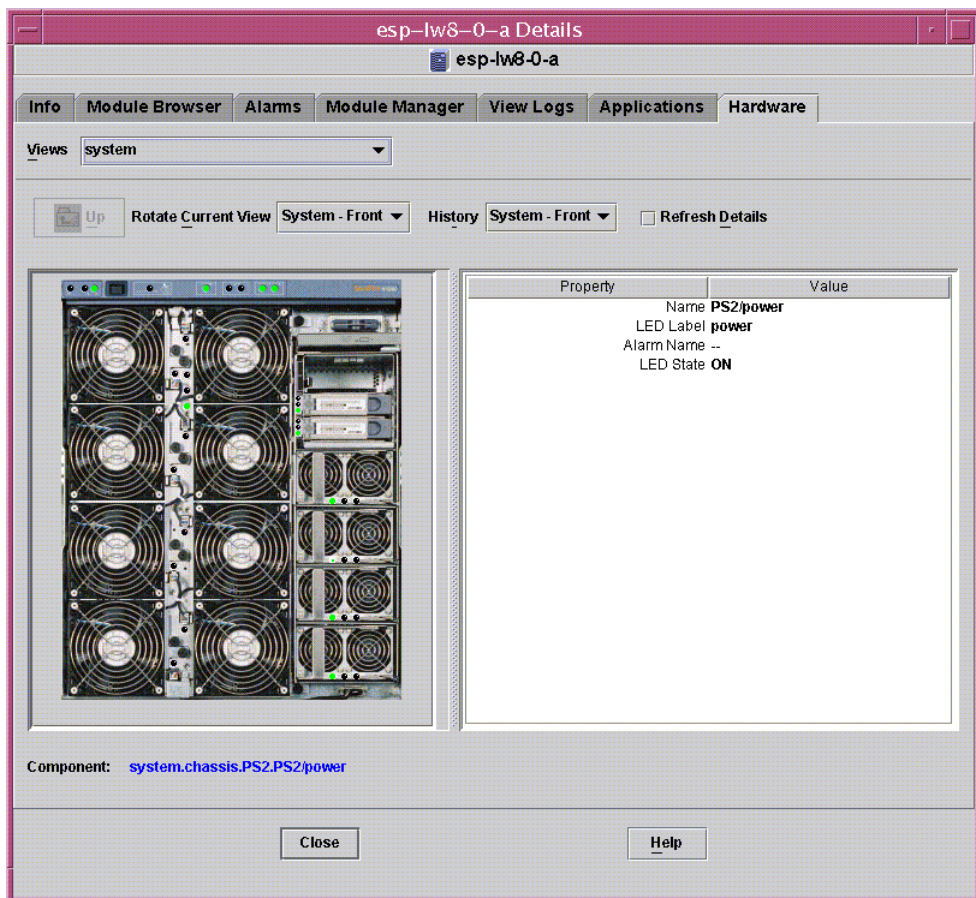 esp-lw8-0-a Details
esp-lw8-0-a
Info Module Browser Alarms Module Manager View Logs Applications Hardware
Views system
Up Rotate Current View System - Front History System - Front Refresh Details
Property Value
Name PS2/power
LED Label power
Alarm Name --
LED State ON
Component: system.chassis.PS2.PS2/power
Close Help